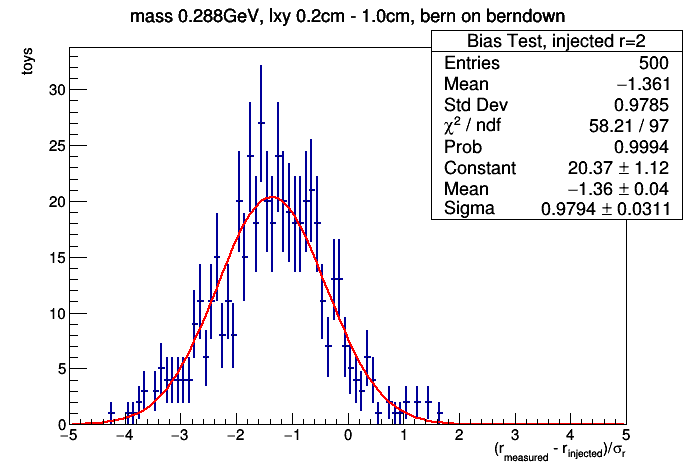 mass 0.288GeV, lxy 0.2cm - 1.0cm, bern on berndown
Bias Test, injected r=2
Entries 500
Mean −1.361
Std Dev 0.9785
χ² / ndf 58.21 / 97
Prob 0.9994
Constant 20.37 ± 1.12
Mean −1.36 ± 0.04
Sigma 0.9794 ± 0.0311
toys
30
25
20
15
10
5
0
−5 −4 −3 −2 −1 0 1 2 3 4 5
(r_measured - r_injected)/σ_r